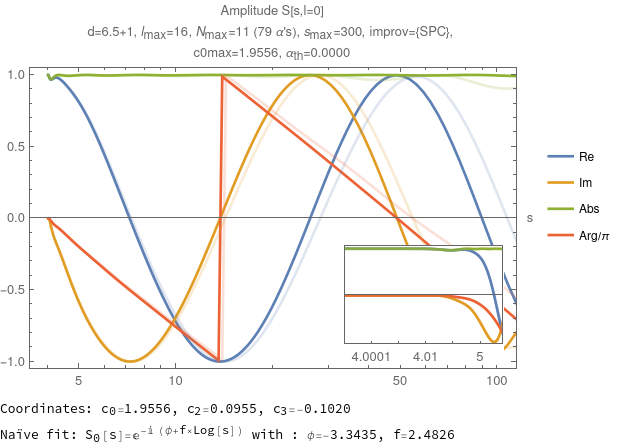 Amplitude S[s,l=0]
d=6.5+1, lmax=16, Nmax=11 (79 α's), smax=300, improv={SPC},
c0max=1.9556, αth=0.0000
1.0
0.5
0.0
-0.5
-1.0
5
10
50
100
s
4.0001
4.01
5
Re
Im
Abs
Arg/π
Coordinates: c0=1.9556, c2=0.0955, c3=-0.1020
Naïve fit: S0[s]=e^-i (ϕ+f×Log[s]) with : ϕ=-3.3435, f=2.4826